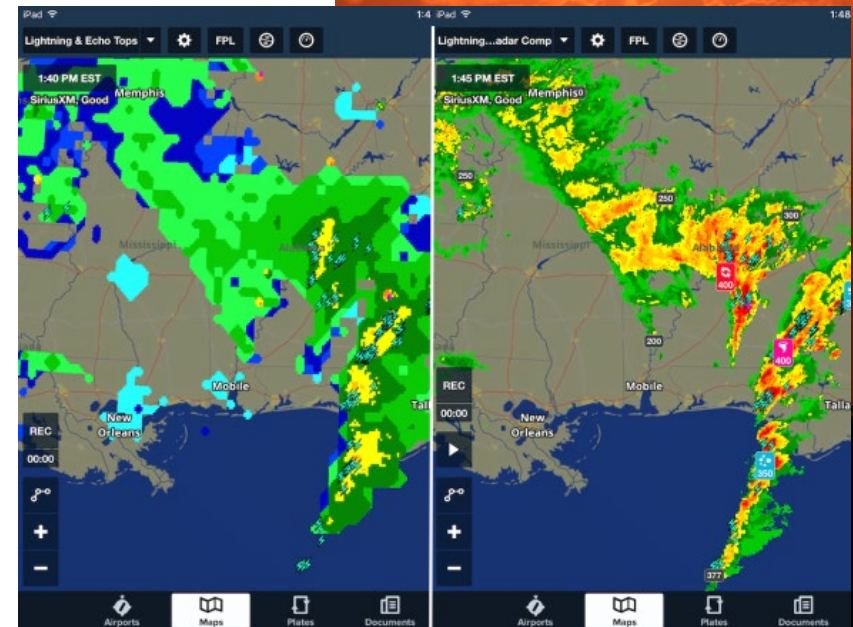 iPad
1:4
Lightning & Echo Tops
FPL
1:40 PM EST
SiriusXM, Good
Memphis
Mississippi
Mobile
New
Orleans
REC
00:00
Airports
Maps
Plates
Documents
iPad
1:48
Lightning...adar Comp
FPL
1:45 PM EST
SiriusXM, Good
Memphis
250
250
300
Mississippi
Alabama
400
200
400
REC
00:00
Mobile
New
Orleans
Talla
350
377
Airports
Maps
Plates
Documents